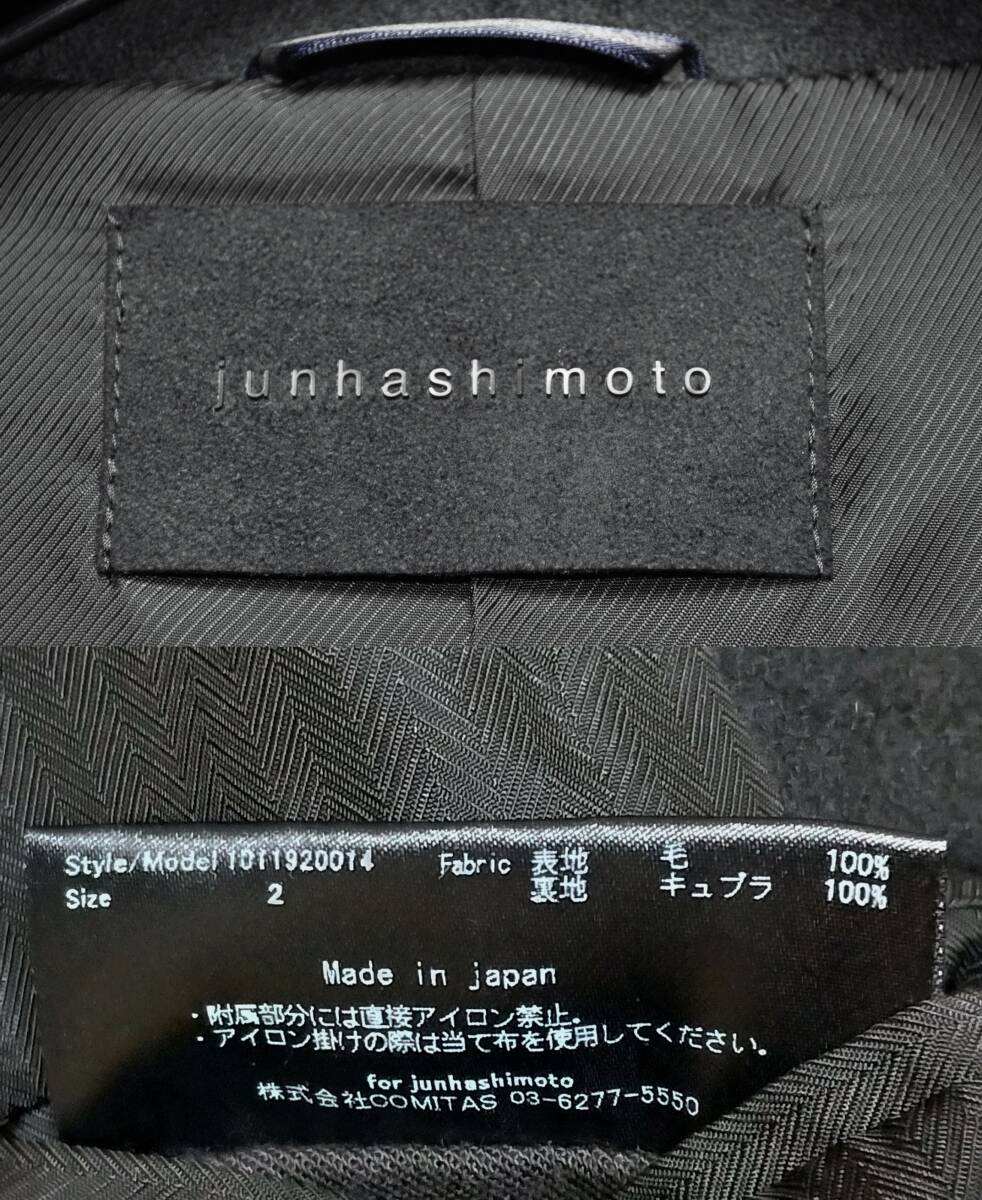 junhashimoto
Style/Model 1011920014 Fabric 表地 毛 100%
Size 2 裏地 キュプラ 100%
Made in japan
・附属部分には直接アイロン禁止。
・アイロン掛けの際は当て布を使用してください。
for junhashimoto
株式会社COMITAS 03-6277-5550